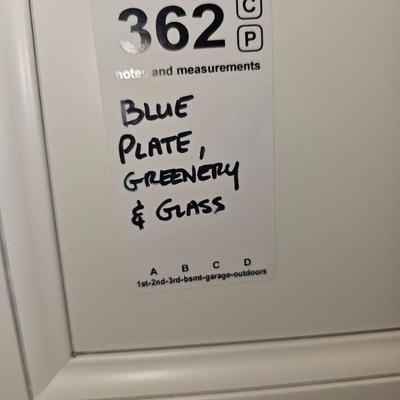 362 C
P
notes and measurements
BLUE
PLATE,
GREENERY
& GLASS
A B C D
1st-2nd-3rd-bsmt-garage-outdoors